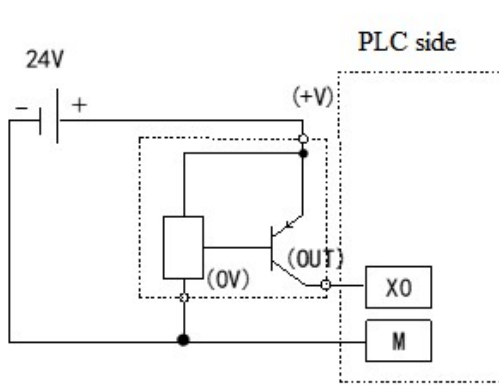 PLC side
24V
- +
(+V)
(OUT)
(0V)
X0
M